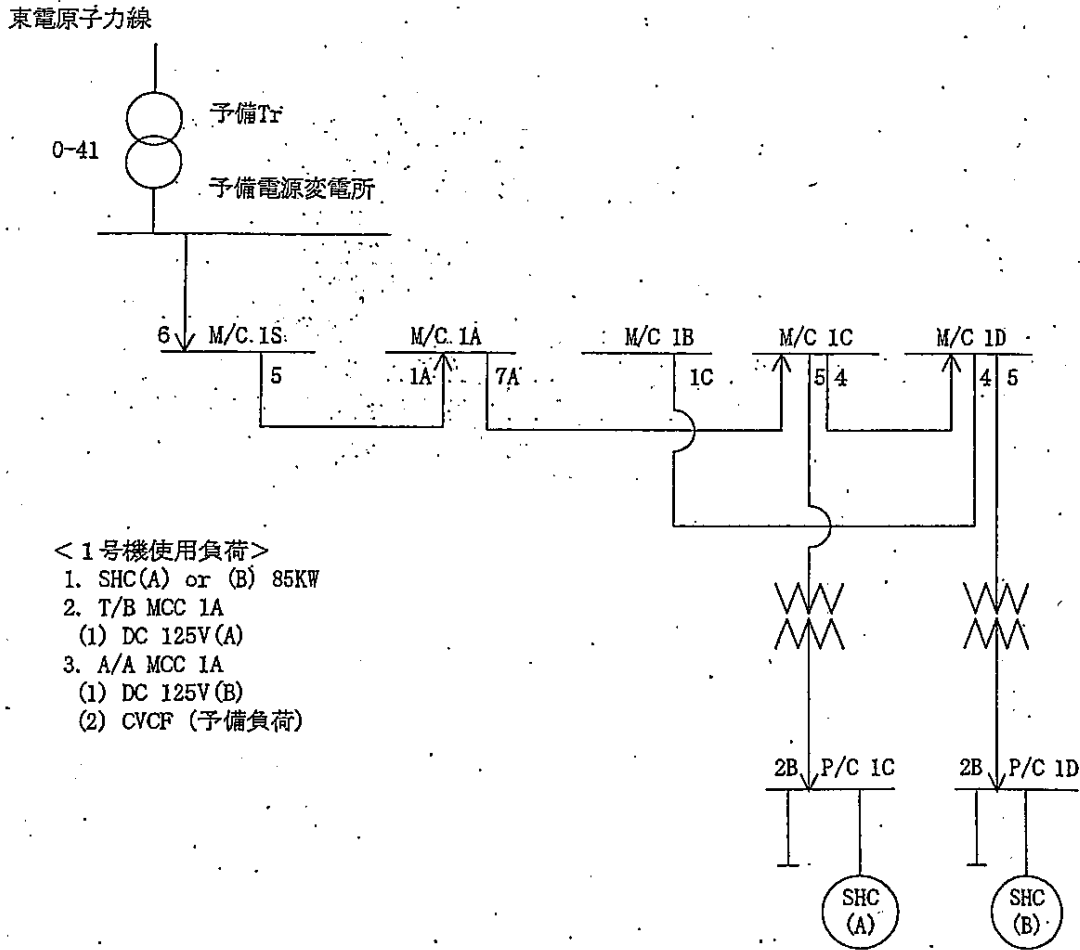 東電原子力線
予備Tr
0-41
予備電源変電所
6 M/C 1S M/C 1A M/C 1B M/C 1C M/C 1D
5 1A 7A 1C 5 4 4 5
<1号機使用負荷>
1. SHC(A) or (B) 85KW
2. T/B MCC 1A
(1) DC 125V(A)
3. A/A MCC 1A
(1) DC 125V(B)
(2) CVCF (予備負荷)
2B P/C 1C 2B P/C 1D
SHC
(A)
SHC
(B)